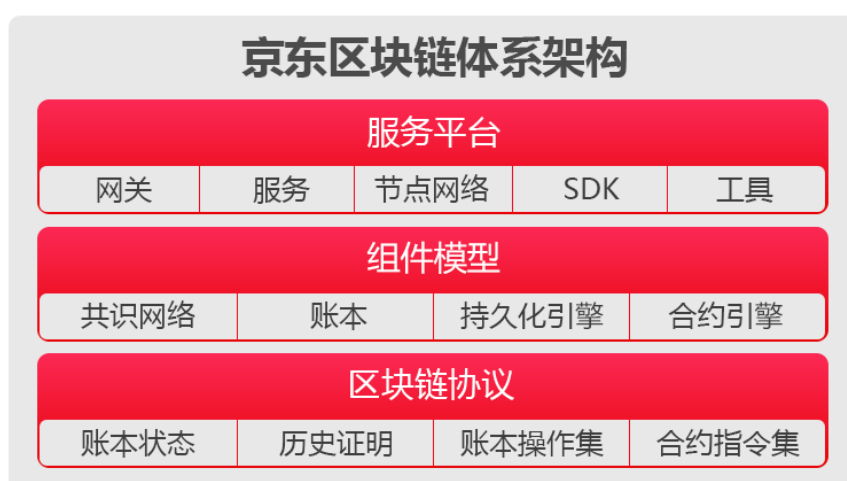 京东区块链体系架构
服务平台
网关 服务 节点网络 SDK 工具
组件模型
共识网络 账本 持久化引擎 合约引擎
区块链协议
账本状态 历史证明 账本操作集 合约指令集